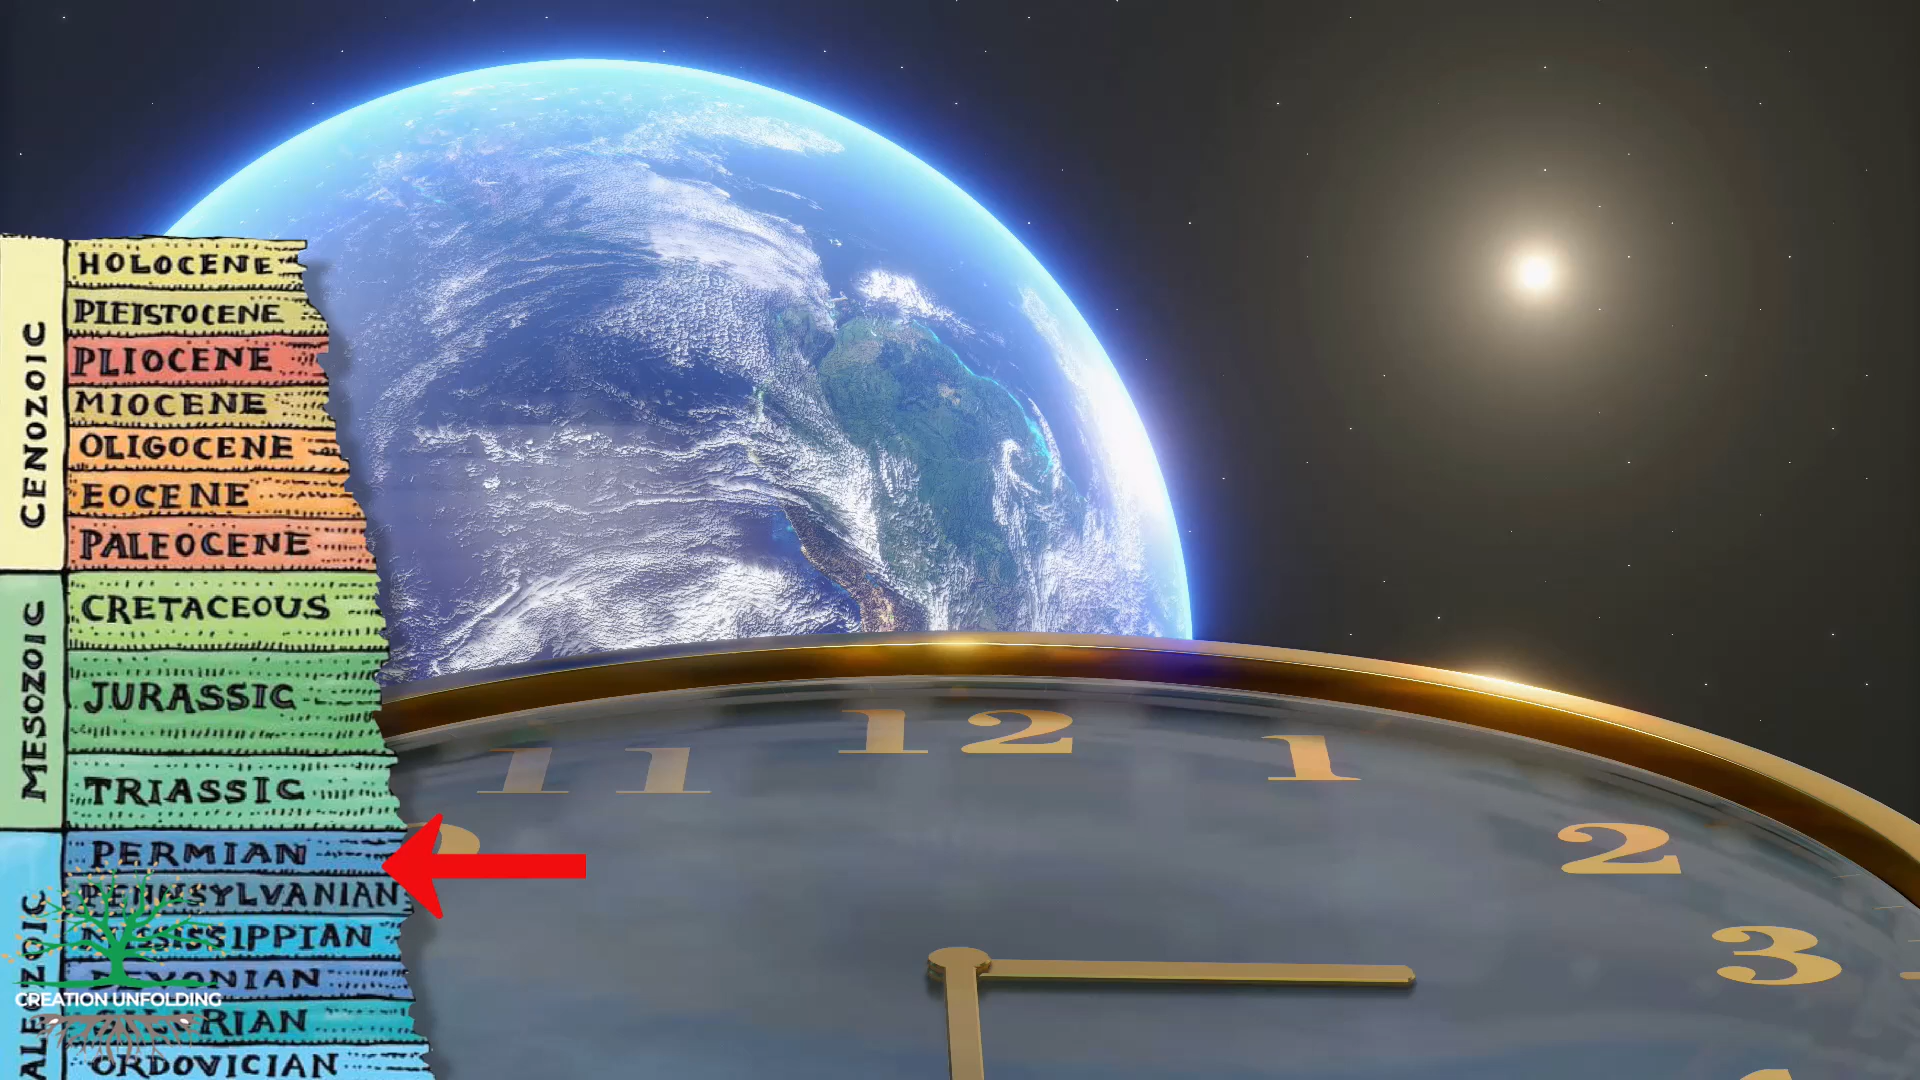 CENOZOIC
HOLOCENE
PLEISTOCENE
PLIOCENE
MIOCENE
OLIGOCENE
EOCENE
PALEOCENE
MESOZOIC
CRETACEOUS
JURASSIC
TRIASSIC
ALEOZOIC
PERMIAN
PENNSYLVANIAN
MISSISSIPPIAN
DEVONIAN
SILURIAN
ORDOVICIAN
CREATION UNFOLDING
11 12 1
2
3